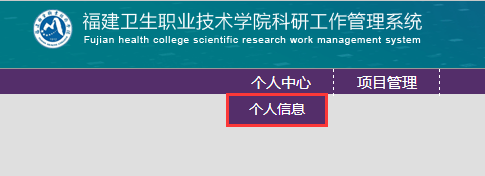 福建卫生职业技术学院科研工作管理系统
Fujian health college scientific research work management system
个人中心 项目管理
个人信息